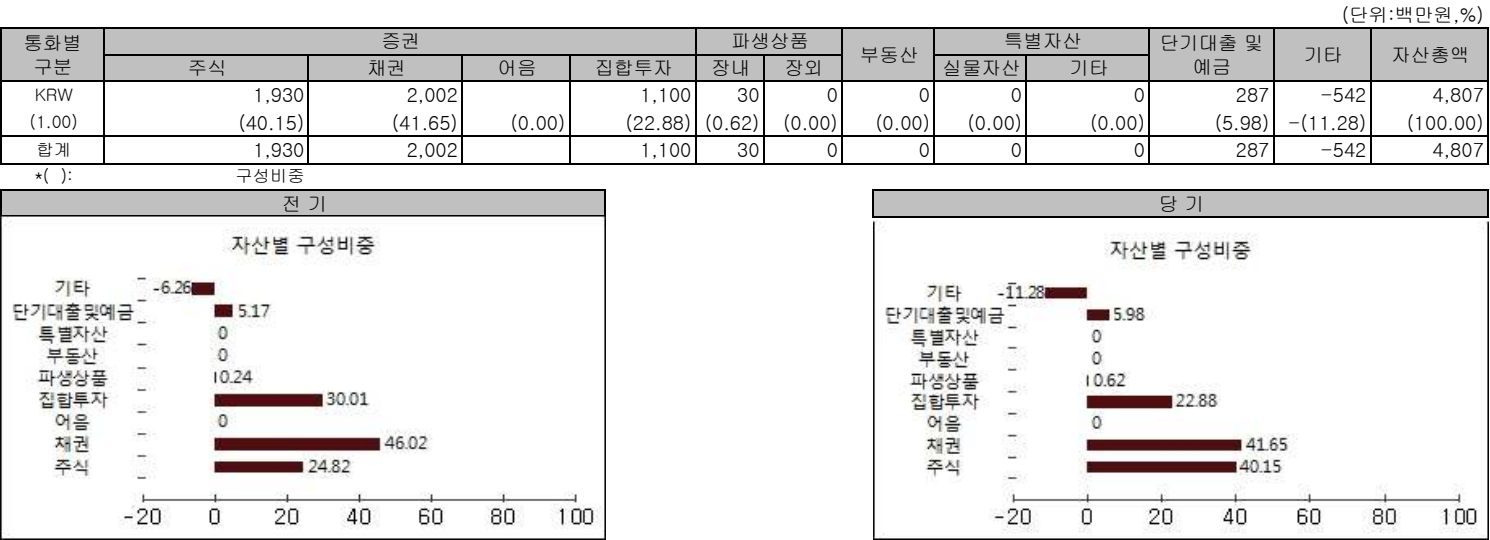 (단위:백만원,%)
통화별 구분 증권 파생상품 부동산 특별자산 단기대출 및 예금 기타 자산총액
주식 채권 어음 집합투자 장내 장외 실물자산 기타
KRW 1,930 2,002 1,100 30 0 0 0 0 287 -542 4,807
(1.00) (40.15) (41.65) (0.00) (22.88) (0.62) (0.00) (0.00) (0.00) (0.00) (5.98) -(11.28) (100.00)
합계 1,930 2,002 1,100 30 0 0 0 0 287 -542 4,807
*( ): 구성비중
전 기
자산별 구성비중
기타 -6.26
단기대출및예금 5.17
특별자산 0
부동산 0
파생상품 0.24
집합투자 30.01
어음 0
채권 46.02
주식 24.82
-20 0 20 40 60 80 100
당 기
자산별 구성비중
기타 -11.28
단기대출및예금 5.98
특별자산 0
부동산 0
파생상품 0.62
집합투자 22.88
어음 0
채권 41.65
주식 40.15
-20 0 20 40 60 80 100